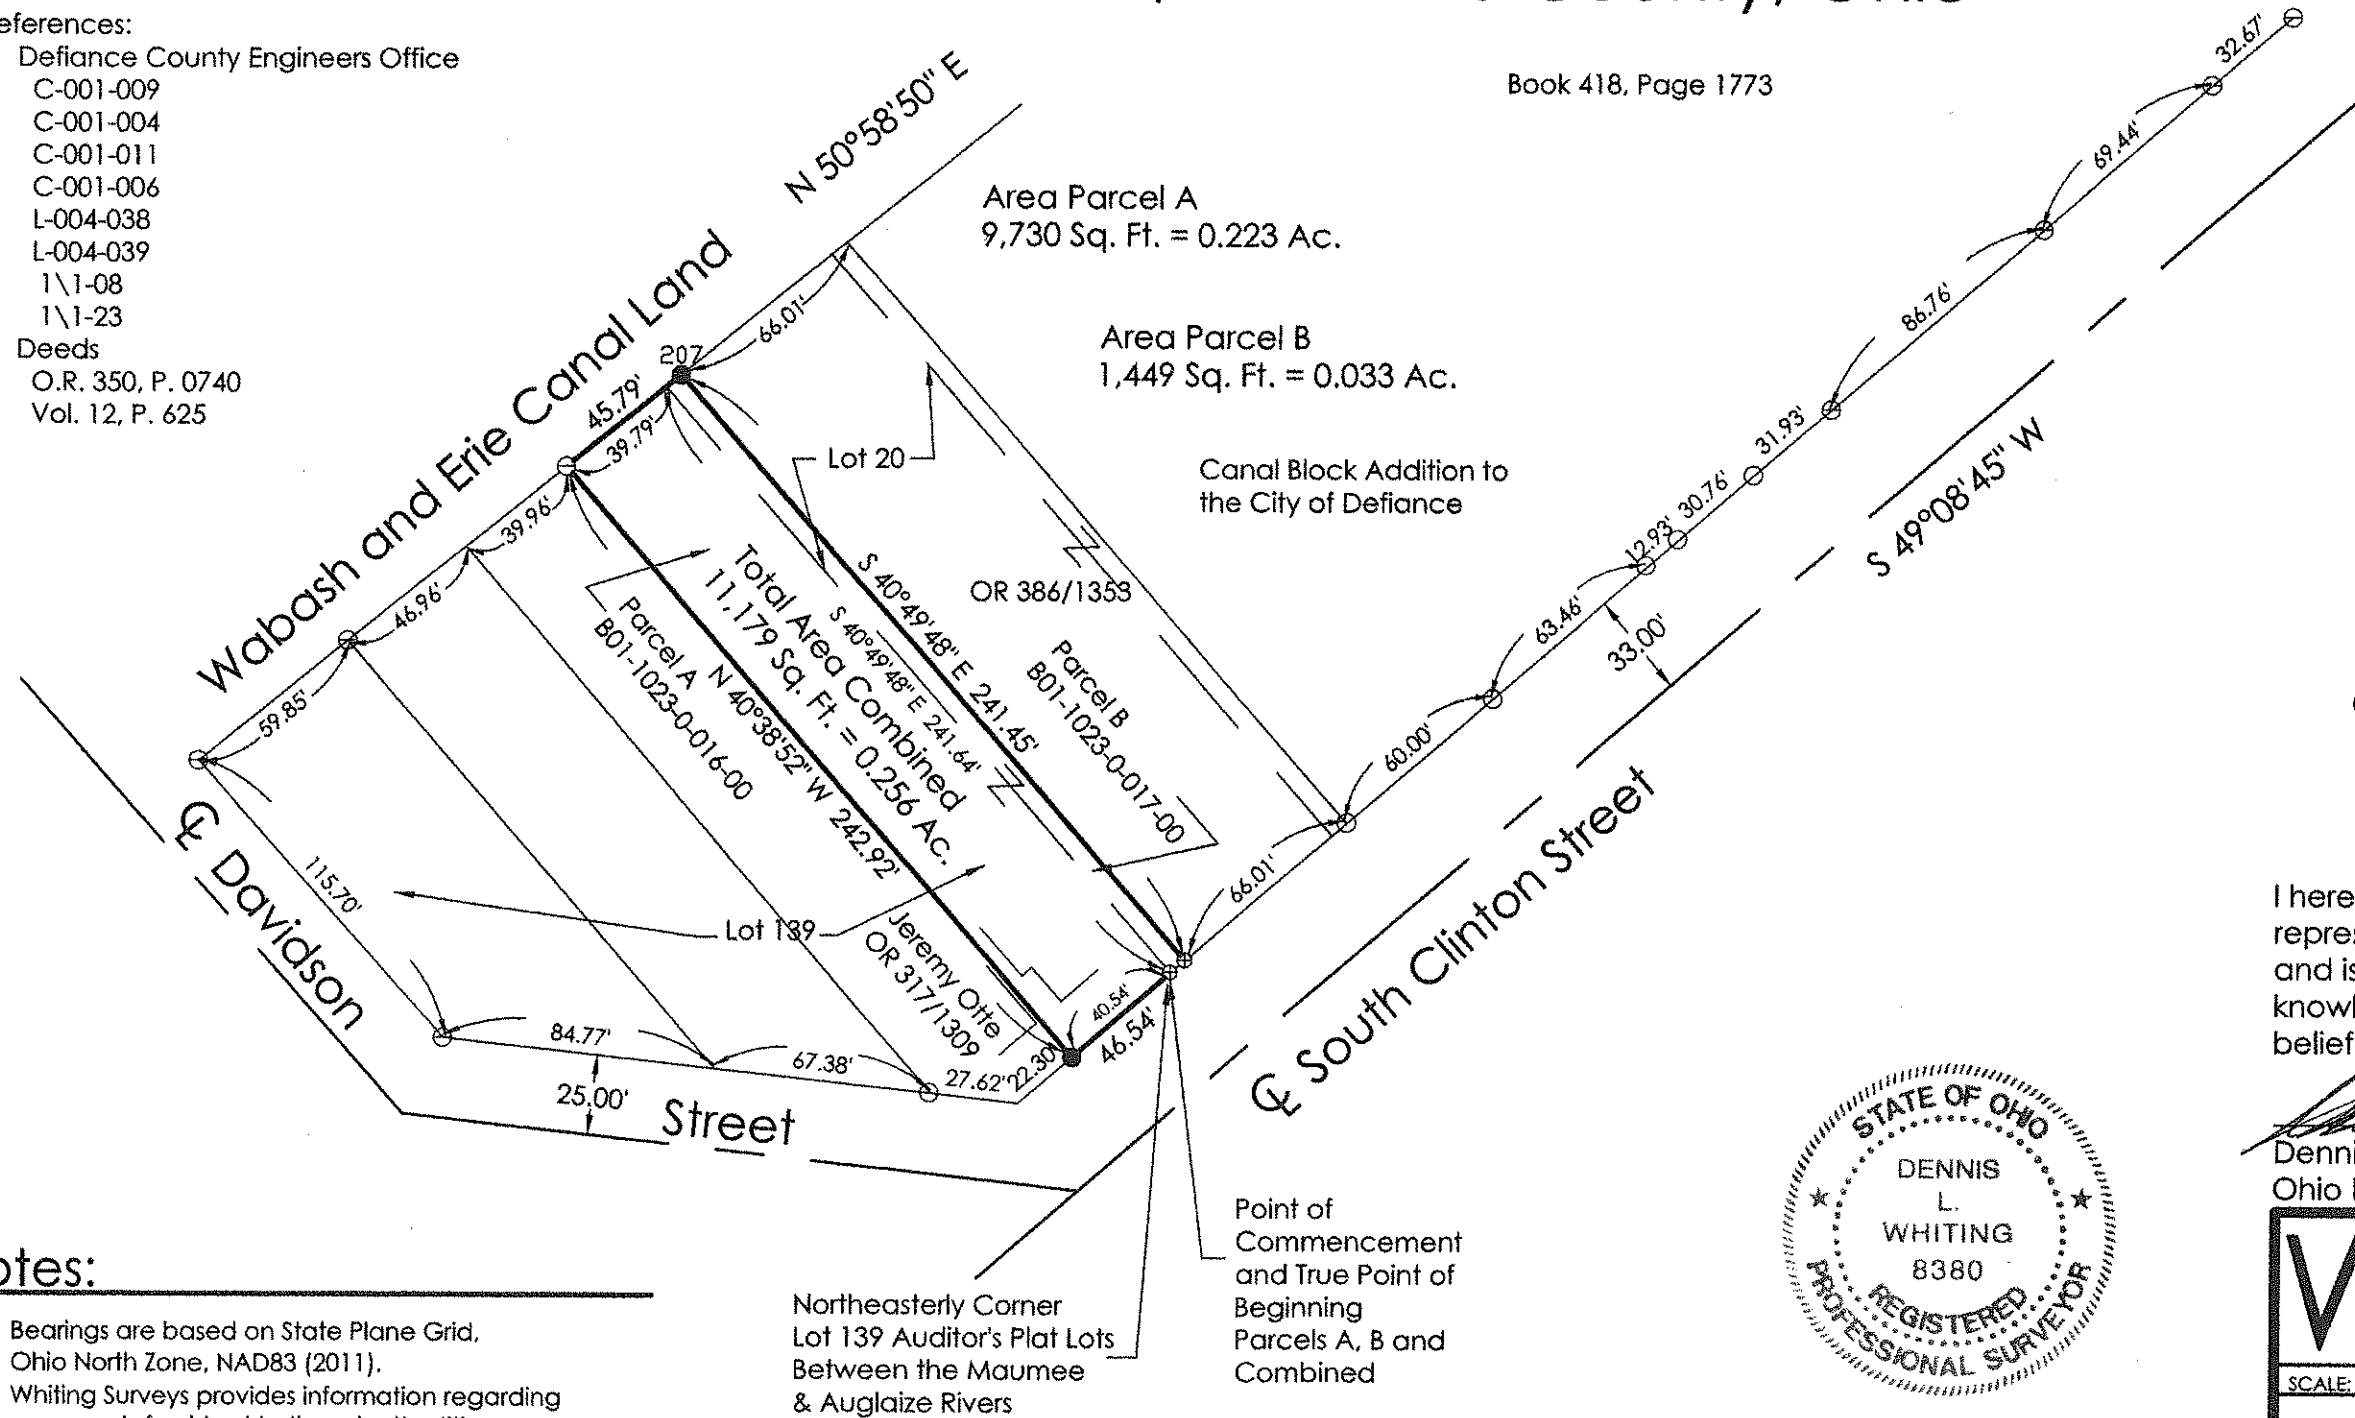 County, Ohio
References:
Defiance County Engineers Office
C-001-009
C-001-004
C-001-011
C-001-006
L-004-038
L-004-039
1\1-08
1\1-23
Deeds
O.R. 350, P. 0740
Vol. 12, P. 625
N 50°58'50" E
Book 418, Page 1773
32.67'
69.44'
86.76'
31.93'
30.76'
12.93'
63.46'
60.00'
66.01'
33.00'
S 49°08'45" W
Area Parcel A
9,730 Sq. Ft. = 0.223 Ac.
Area Parcel B
1,449 Sq. Ft. = 0.033 Ac.
Canal Block Addition to
the City of Defiance
Wabash and Erie Canal Land
66.01'
207
45.79'
39.79'
39.96'
46.96'
59.85'
Lot 20
OR 386/1353
S 40°49'48" E 241.45'
S 40°49'48" E 241.64'
Total Area Combined
11,179 Sq. Ft. = 0.256 Ac.
Parcel A
B01-1023-0-016-00
N 40°38'52" W 242.92'
Parcel B
B01-1023-0-017-00
Lot 139
Jeremy Otte
OR 317/1309
115.70'
84.77'
67.38'
27.62'
22.30'
40.54'
46.54'
25.00'
℄ Davidson
Street
℄ South Clinton Street
Point of
Commencement
and True Point of
Beginning
Parcels A, B and
Combined
Northeasterly Corner
Lot 139 Auditor's Plat Lots
Between the Maumee
& Auglaize Rivers
Notes:
Bearings are based on State Plane Grid,
Ohio North Zone, NAD83 (2011).
Whiting Surveys provides information regarding
STATE OF OHIO
DENNIS
L.
WHITING
8380
REGISTERED
PROFESSIONAL SURVEYOR
I here
repres
and is
knowl
belief
Denni
Ohio
SCALE: